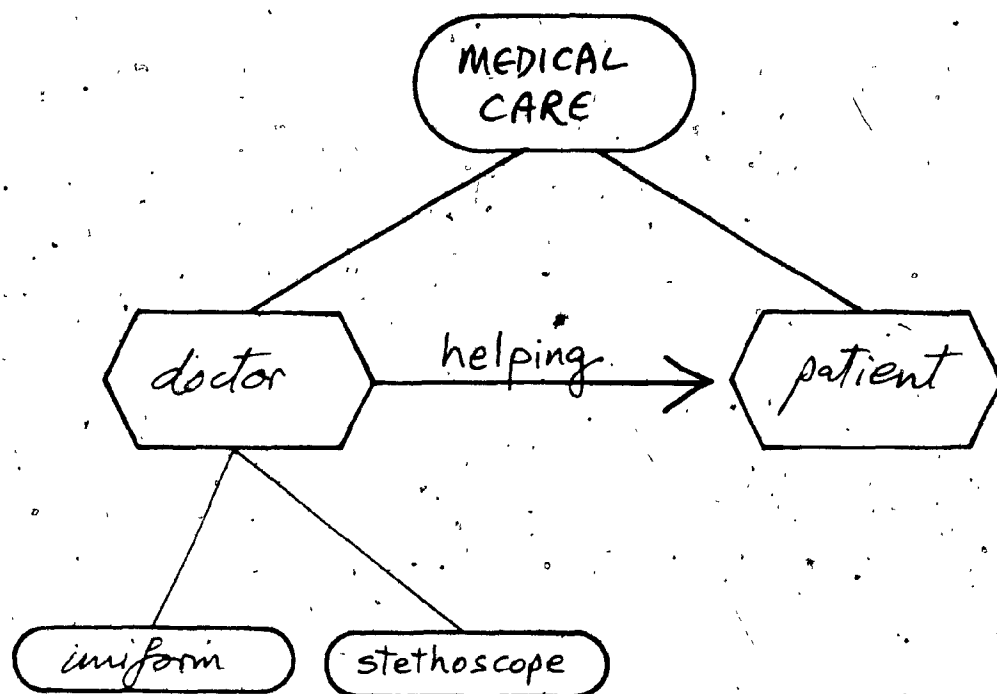 MEDICAL
CARE
doctor
helping
patient
uniform
stethoscope